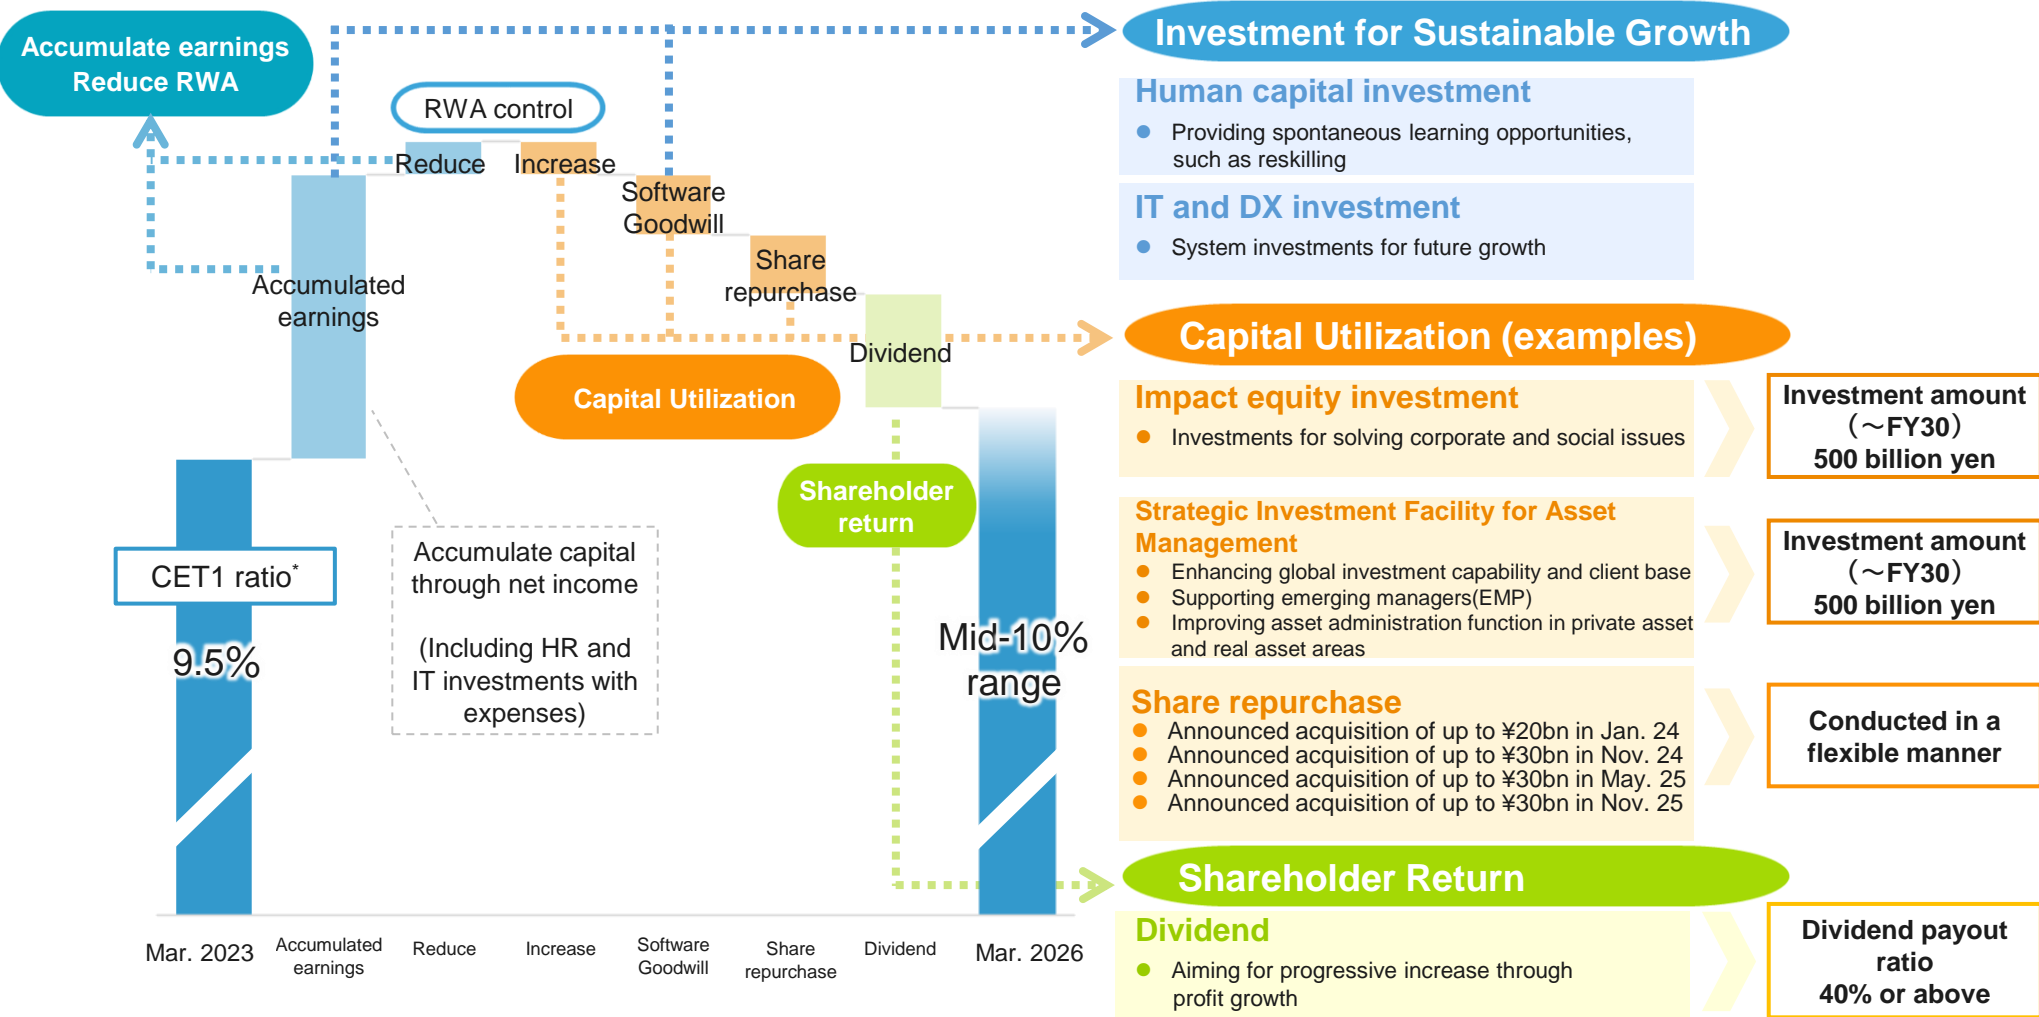 Accumulate earnings
Reduce RWA
RWA control
Reduce
Increase
Software
Goodwill
Share
repurchase
Accumulated
earnings
Dividend
Capital Utilization
Shareholder
return
CET1 ratio*
9.5%
Accumulate capital
through net income
(Including HR and
IT investments with
expenses)
Mid-10%
range
Mar. 2023
Accumulated
earnings
Reduce
Increase
Software
Goodwill
Share
repurchase
Dividend
Mar. 2026
Investment for Sustainable Growth
Human capital investment
● Providing spontaneous learning opportunities,
such as reskilling
IT and DX investment
● System investments for future growth
Capital Utilization (examples)
Impact equity investment
● Investments for solving corporate and social issues
Investment amount
（～FY30）
500 billion yen
Strategic Investment Facility for Asset
Management
● Enhancing global investment capability and client base
● Supporting emerging managers(EMP)
● Improving asset administration function in private asset
and real asset areas
Investment amount
（～FY30）
500 billion yen
Share repurchase
● Announced acquisition of up to ¥20bn in Jan. 24
● Announced acquisition of up to ¥30bn in Nov. 24
● Announced acquisition of up to ¥30bn in May. 25
● Announced acquisition of up to ¥30bn in Nov. 25
Conducted in a
flexible manner
Shareholder Return
Dividend
● Aiming for progressive increase through
profit growth
Dividend payout
ratio
40% or above